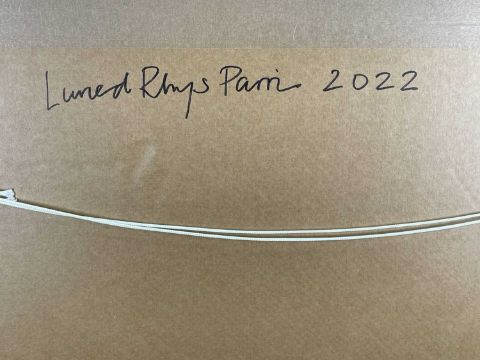 Luned Rhys Parri 2022